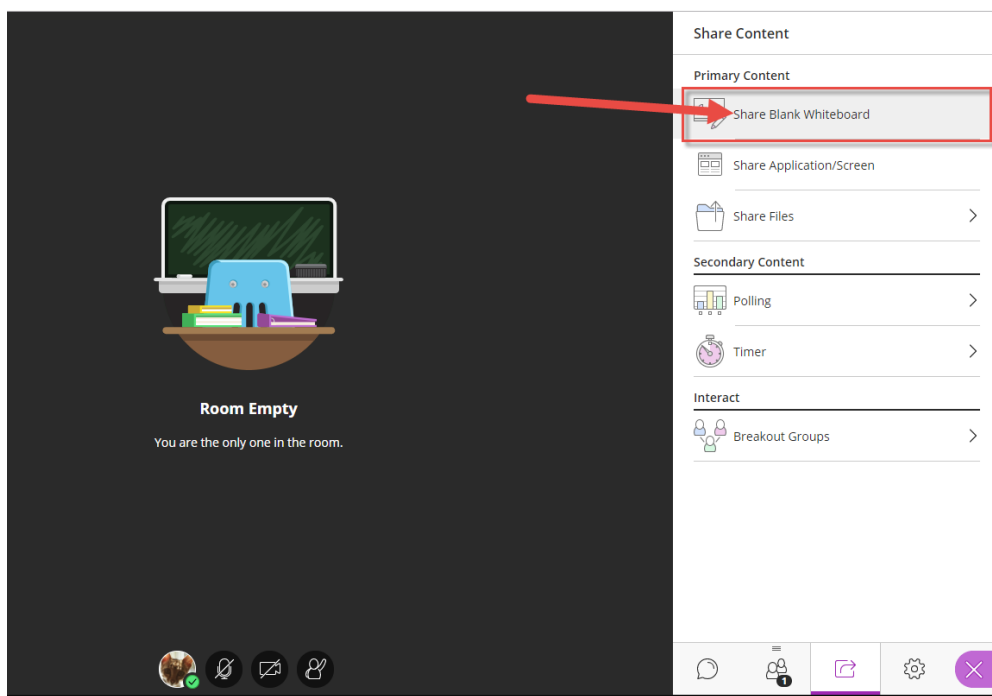 Share Content
Primary Content
Share Blank Whiteboard
Share Application/Screen
Share Files
Secondary Content
Polling
Timer
Interact
Breakout Groups
Room Empty
You are the only one in the room.
1